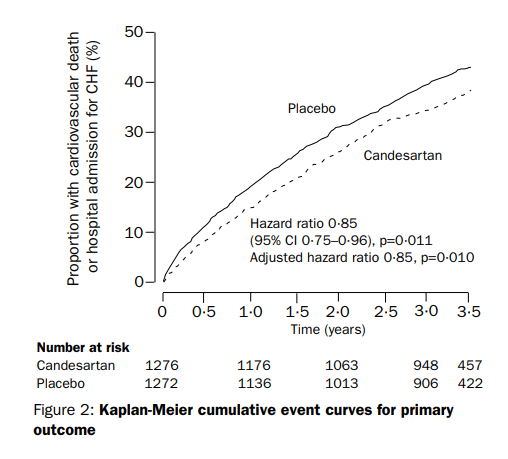 Proportion with cardiovascular death
or hospital admission for CHF (%)
50
40
30
20
10
0
Placebo
Candesartan
Hazard ratio 0·85
(95% CI 0·75–0·96), p=0·011
Adjusted hazard ratio 0·85, p=0·010
0 0·5 1·0 1·5 2·0 2·5 3·0 3·5
Time (years)
Number at risk
Candesartan 1276 1176 1063 948 457
Placebo 1272 1136 1013 906 422
Figure 2: Kaplan-Meier cumulative event curves for primary
outcome